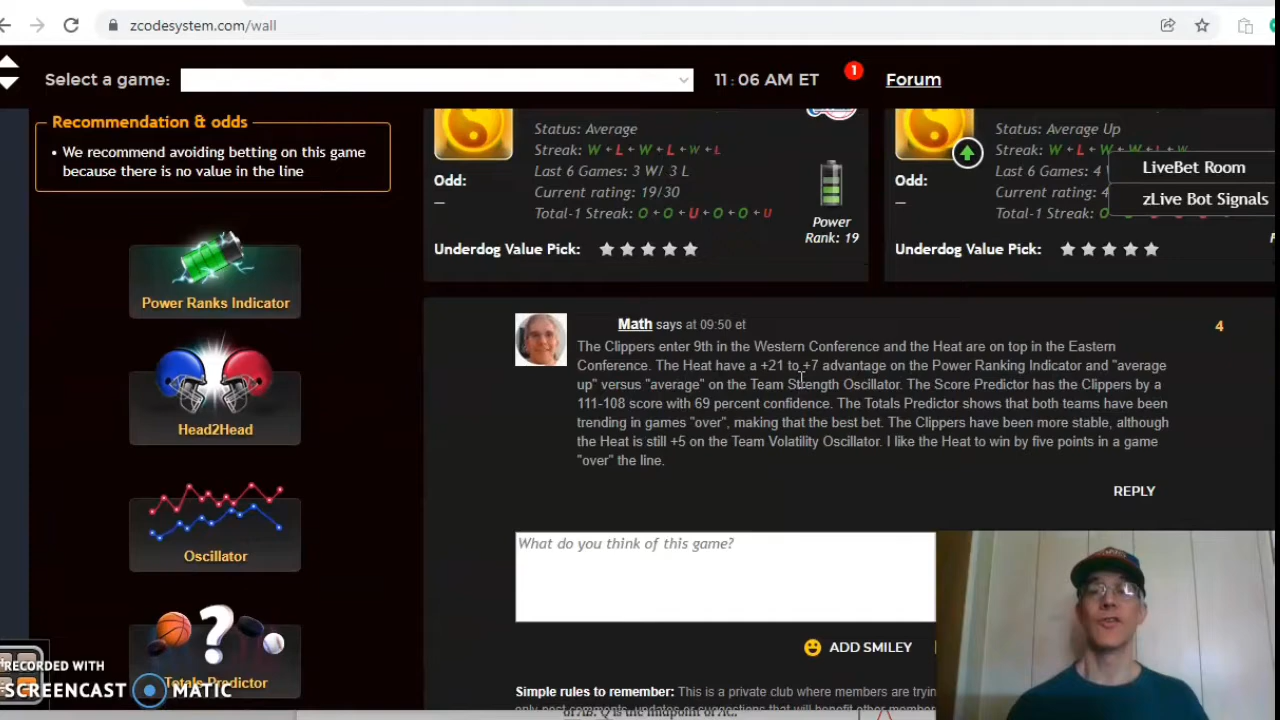 zcodesystem.com/wall
Select a game:
11:06 AM ET
1
Forum
Recommendation & odds
• We recommend avoiding betting on this game
because there is no value in the line
Power Ranks Indicator
Head2Head
Oscillator
Totals Predictor
RECORDED WITH
SCREENCAST MATIC
Status: Average
Streak: W L W L W L
Last 6 Games: 3 W/ 3 L
Odd:
Current rating: 19/30
—
Total-1 Streak: O O U O O U
Power
Rank: 19
Underdog Value Pick:
Status: Average Up
Streak: W L W W L W
Last 6 Games: 4
Odd:
Current rating: 4
—
Total-1 Streak: O
Underdog Value Pick:
LiveBet Room
zLive Bot Signals
Math says at 09:50 et
4
The Clippers enter 9th in the Western Conference and the Heat are on top in the Eastern
Conference. The Heat have a +21 to +7 advantage on the Power Ranking Indicator and "average
up" versus "average" on the Team Strength Oscillator. The Score Predictor has the Clippers by a
111-108 score with 69 percent confidence. The Totals Predictor shows that both teams have been
trending in games "over", making that the best bet. The Clippers have been more stable, although
the Heat is still +5 on the Team Volatility Oscillator. I like the Heat to win by five points in a game
"over" the line.
REPLY
What do you think of this game?
ADD SMILEY
Simple rules to remember: This is a private club where members are tryin